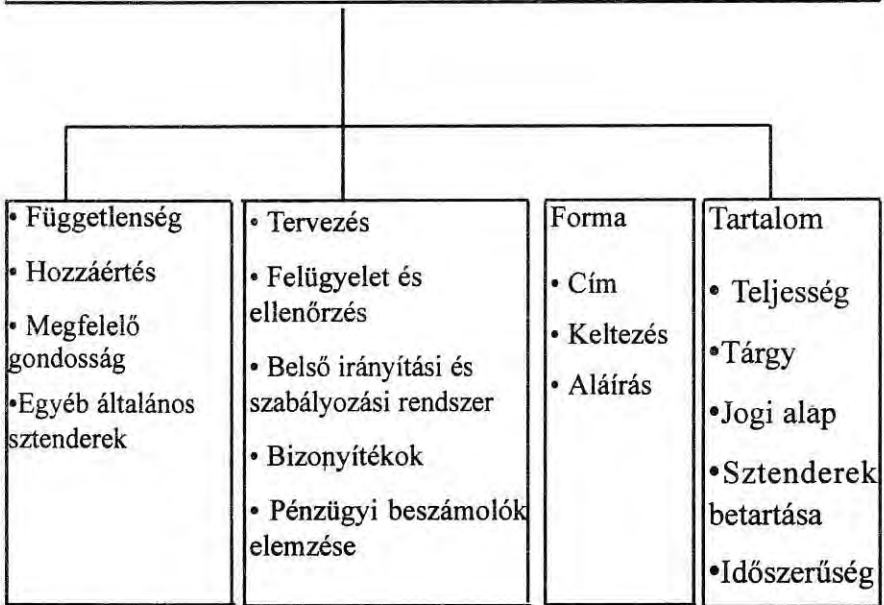 • Függetlenség
• Hozzáértés
• Megfelelő
gondosság
•Egyéb általános
sztenderek
• Tervezés
• Felügyelet és
ellenőrzés
• Belső irányítási és
szabályozási rendszer
• Bizonyítékok
• Pénzügyi beszámolók
elemzése
Forma
• Cím
• Keltezés
• Aláírás
Tartalom
• Teljesség
•Tárgy
•Jogi alap
•Sztenderek
betartása
•Időszerűség